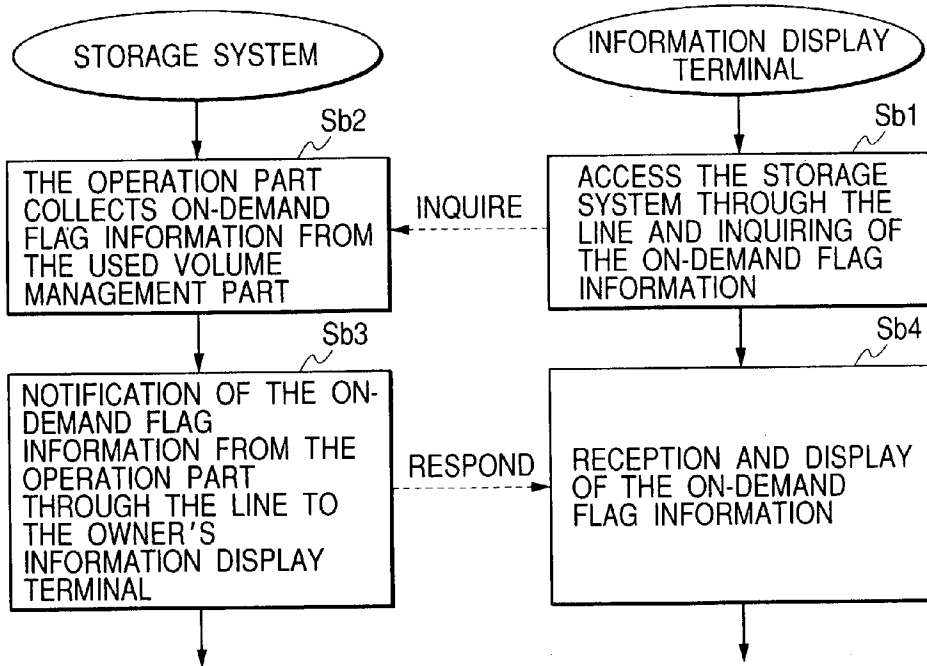 STORAGE SYSTEM
INFORMATION DISPLAY
TERMINAL
Sb2
THE OPERATION PART
COLLECTS ON-DEMAND
FLAG INFORMATION FROM
THE USED VOLUME
MANAGEMENT PART
INQUIRE
Sb1
ACCESS THE STORAGE
SYSTEM THROUGH THE
LINE AND INQUIRING OF
THE ON-DEMAND FLAG
INFORMATION
Sb3
NOTIFICATION OF THE ON-
DEMAND FLAG
INFORMATION FROM THE
OPERATION PART
THROUGH THE LINE TO
THE OWNER'S
INFORMATION DISPLAY
TERMINAL
RESPOND
Sb4
RECEPTION AND DISPLAY
OF THE ON-DEMAND
FLAG INFORMATION